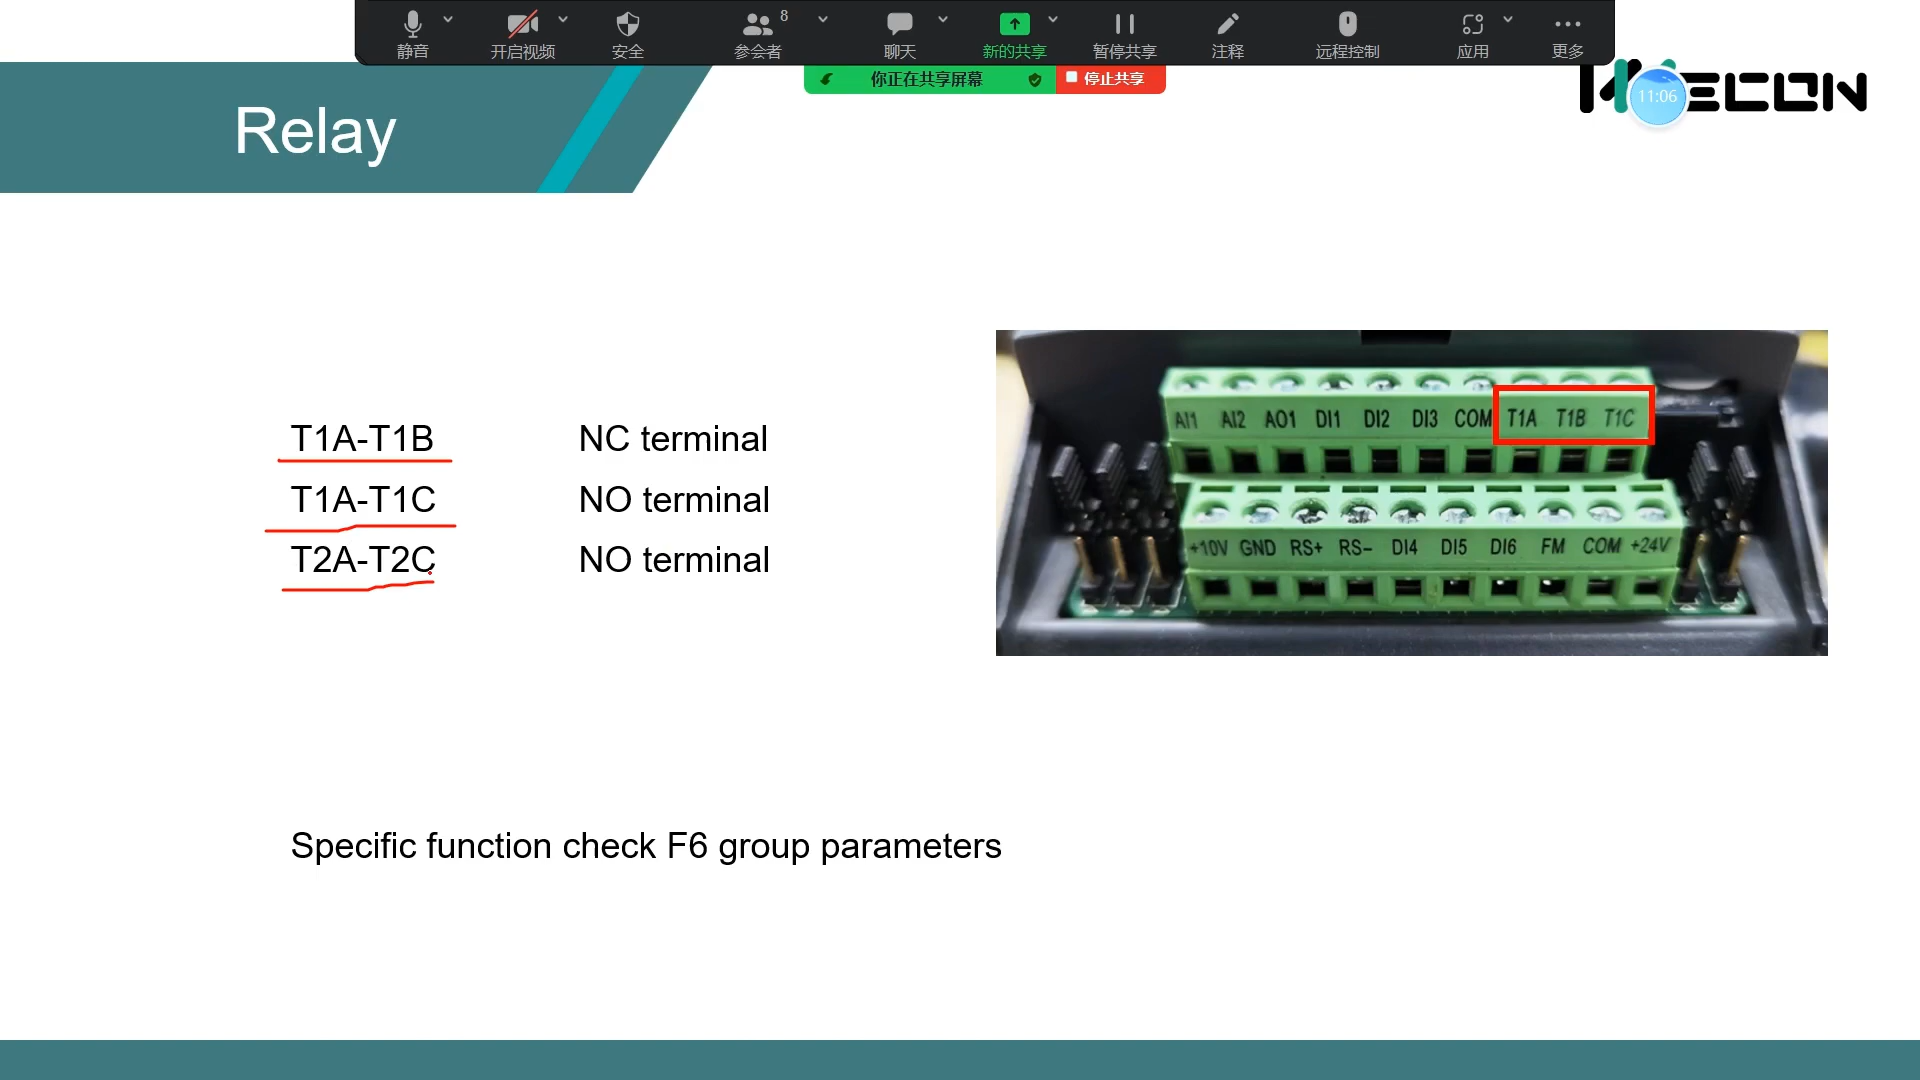 静音 开启视频 安全 参会者 8 聊天 新的共享 暂停共享 注释 远程控制 应用 更多
你正在共享屏幕 停止共享
11:06
ECON
Relay
T1A-T1B NC terminal
T1A-T1C NO terminal
T2A-T2C NO terminal
AI1 AI2 AO1 DI1 DI2 DI3 COM T1A T1B T1C
+10V GND RS+ RS- DI4 DI5 DI6 FM COM +24V
Specific function check F6 group parameters